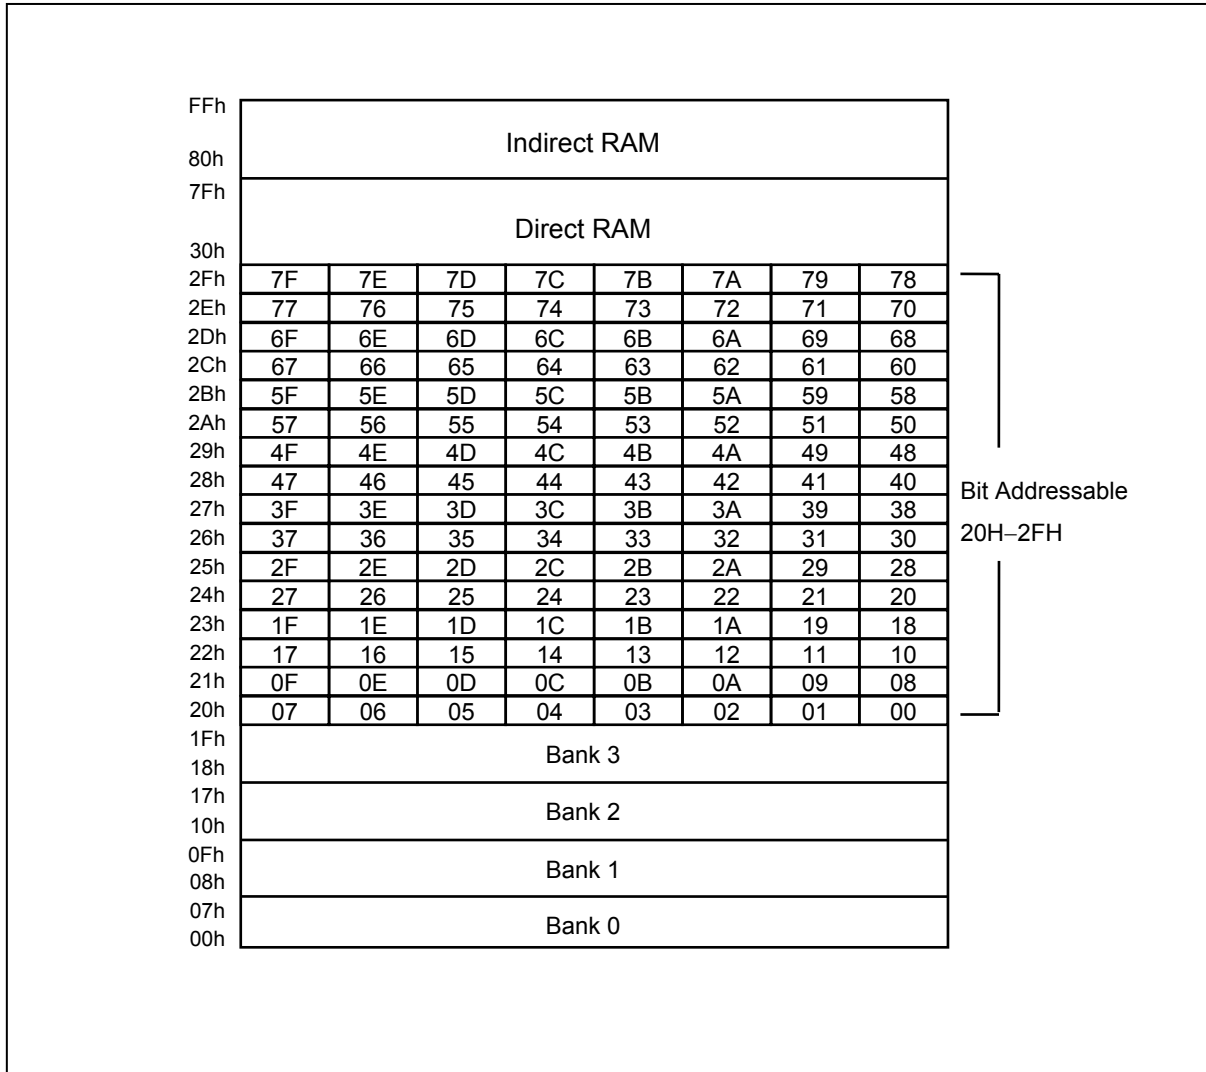 FFh
Indirect RAM
80h
7Fh
Direct RAM
30h
2Fh 7F 7E 7D 7C 7B 7A 79 78
2Eh 77 76 75 74 73 72 71 70
2Dh 6F 6E 6D 6C 6B 6A 69 68
2Ch 67 66 65 64 63 62 61 60
2Bh 5F 5E 5D 5C 5B 5A 59 58
2Ah 57 56 55 54 53 52 51 50
29h 4F 4E 4D 4C 4B 4A 49 48
28h 47 46 45 44 43 42 41 40
Bit Addressable
27h 3F 3E 3D 3C 3B 3A 39 38
26h 37 36 35 34 33 32 31 30
20H–2FH
25h 2F 2E 2D 2C 2B 2A 29 28
24h 27 26 25 24 23 22 21 20
23h 1F 1E 1D 1C 1B 1A 19 18
22h 17 16 15 14 13 12 11 10
21h 0F 0E 0D 0C 0B 0A 09 08
20h 07 06 05 04 03 02 01 00
1Fh
Bank 3
18h
17h
Bank 2
10h
0Fh
Bank 1
08h
07h
Bank 0
00h